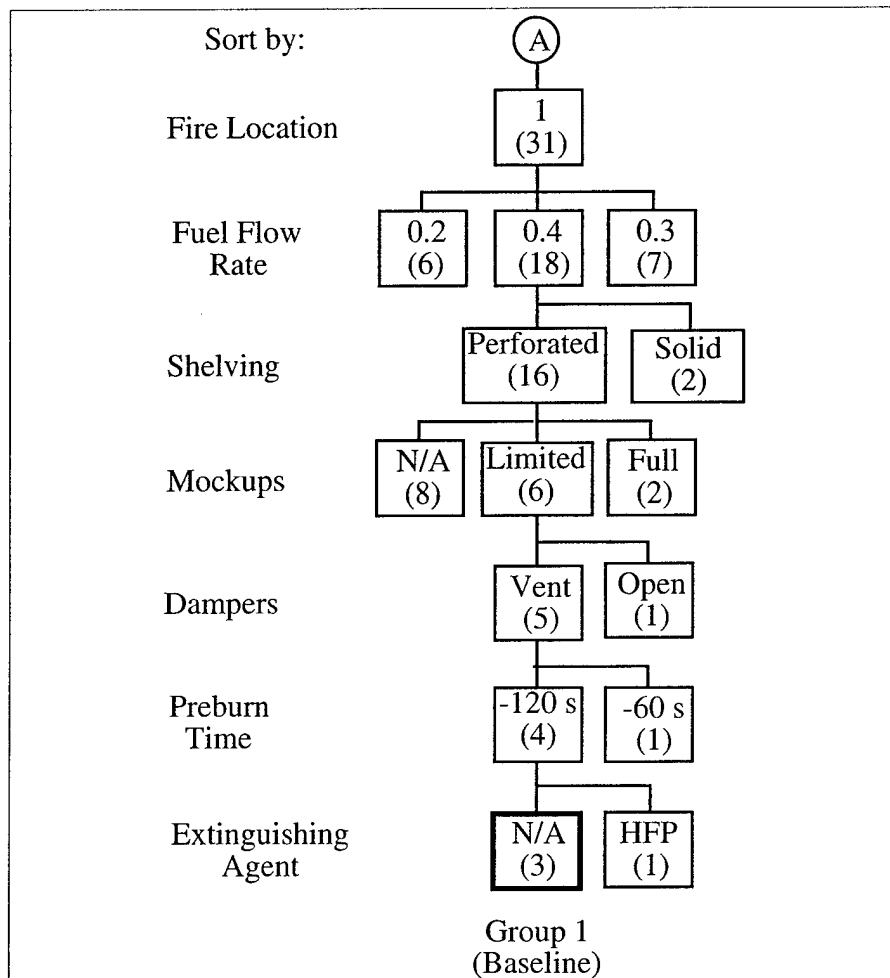 Sort by:
A
Fire Location
1
(31)
Fuel Flow
Rate
0.2
(6)
0.4
(18)
0.3
(7)
Shelving
Perforated
(16)
Solid
(2)
Mockups
N/A
(8)
Limited
(6)
Full
(2)
Dampers
Vent
(5)
Open
(1)
Preburn
Time
-120 s
(4)
-60 s
(1)
Extinguishing
Agent
N/A
(3)
HFP
(1)
Group 1
(Baseline)